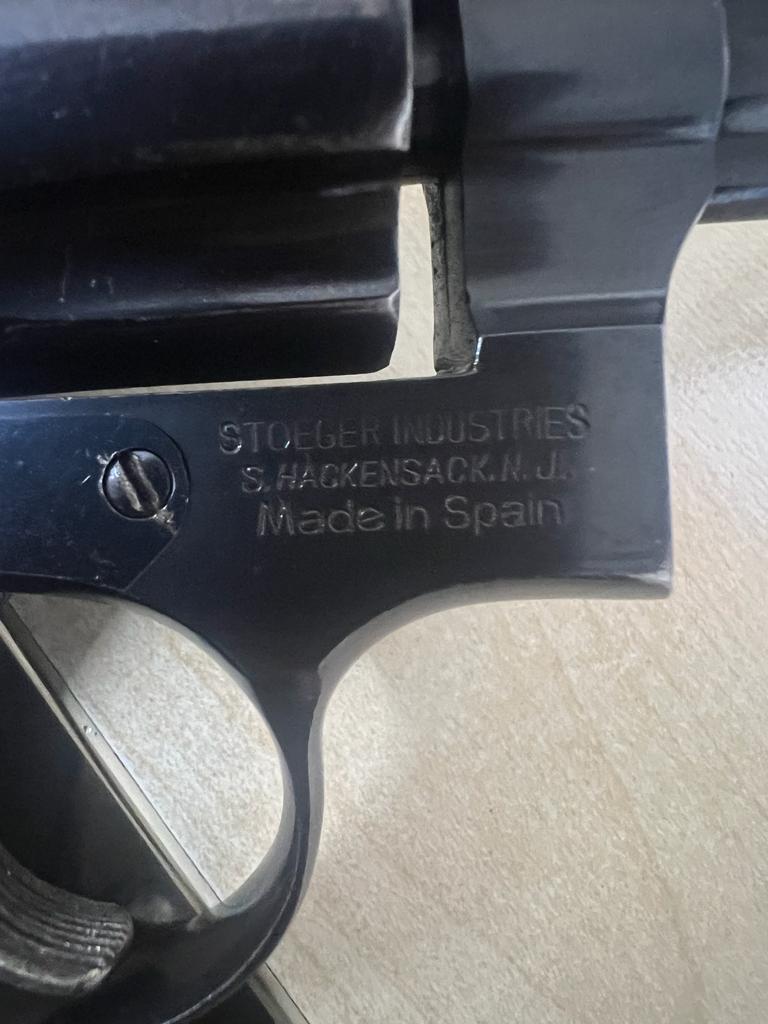 STOEGER INDUSTRIES
S. HACKENSACK. N. J.
Made in Spain